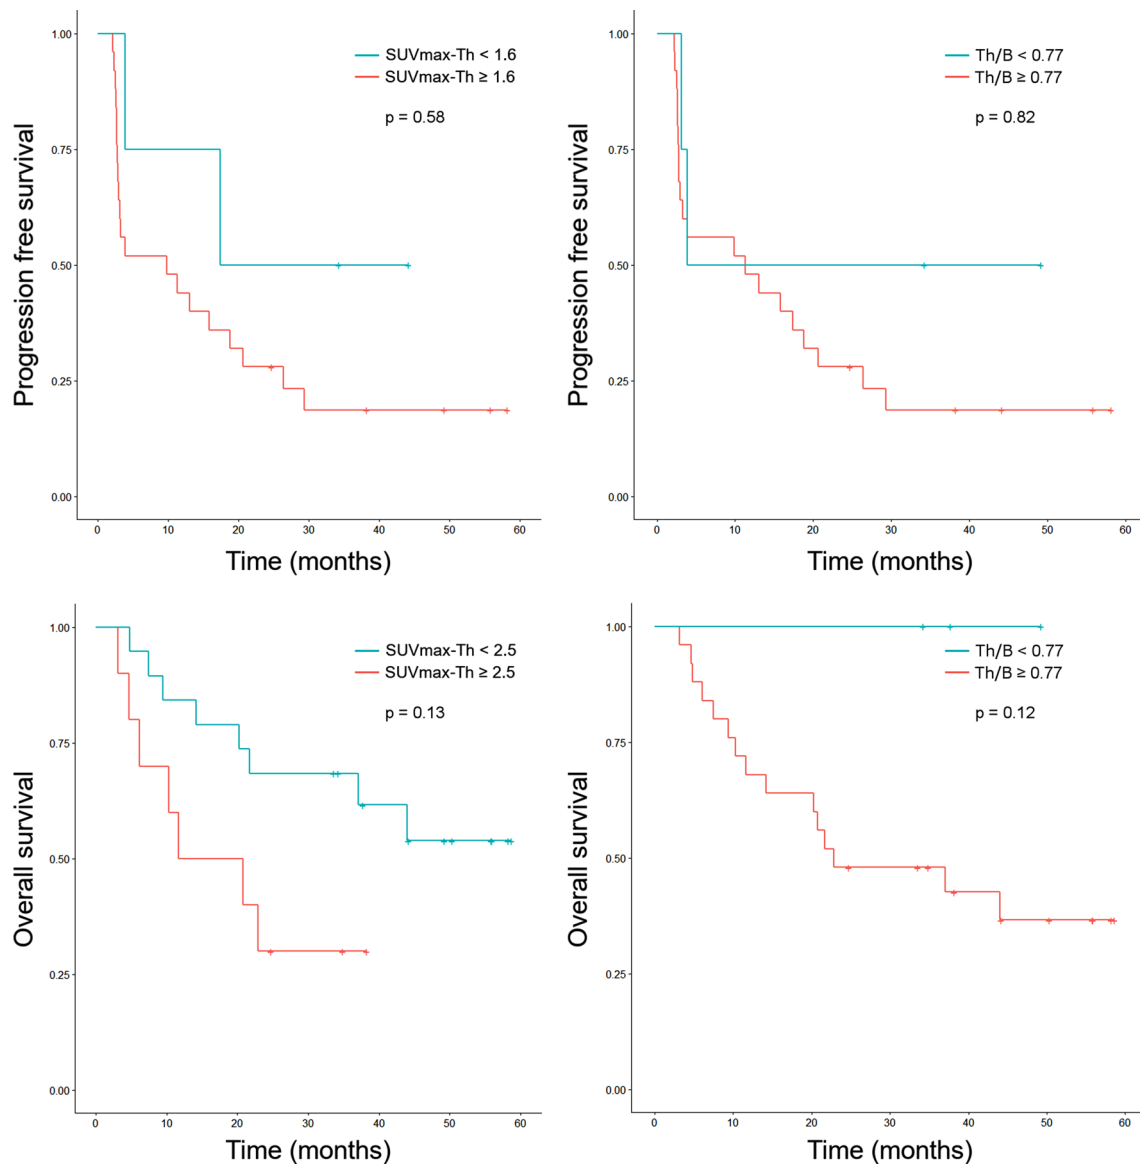 1.00
0.75
0.50
0.25
0.00
Progression free survival
SUVmax-Th < 1.6
SUVmax-Th ≥ 1.6
p = 0.58
0 10 20 30 40 50 60
Time (months)
1.00
0.75
0.50
0.25
0.00
Progression free survival
Th/B < 0.77
Th/B ≥ 0.77
p = 0.82
0 10 20 30 40 50 60
Time (months)
1.00
0.75
0.50
0.25
0.00
Overall survival
SUVmax-Th < 2.5
SUVmax-Th ≥ 2.5
p = 0.13
0 10 20 30 40 50 60
Time (months)
1.00
0.75
0.50
0.25
0.00
Overall survival
Th/B < 0.77
Th/B ≥ 0.77
p = 0.12
0 10 20 30 40 50 60
Time (months)